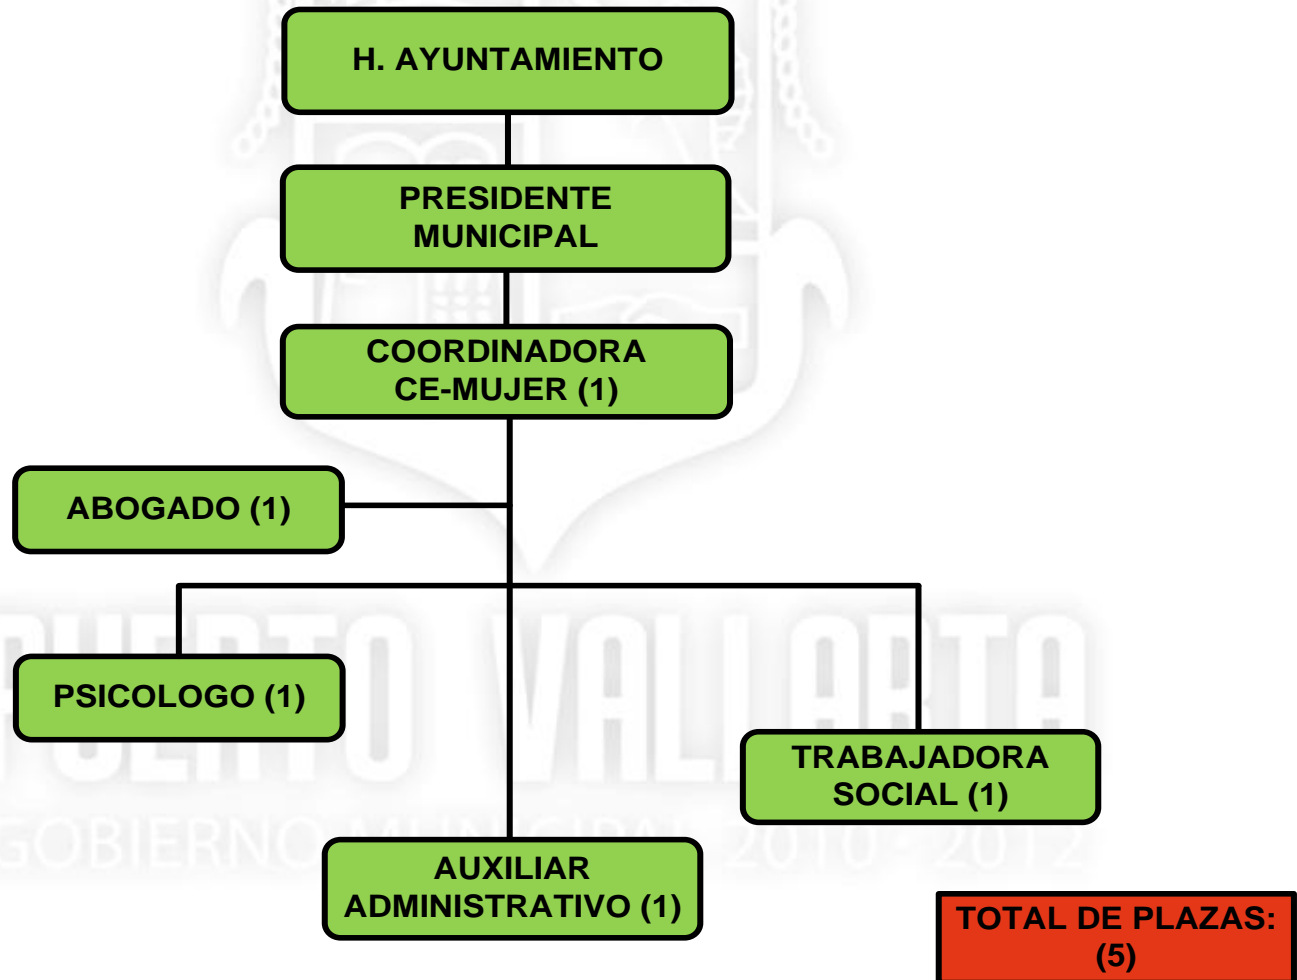 H. AYUNTAMIENTO
PRESIDENTE
MUNICIPAL
COORDINADORA
CE-MUJER (1)
ABOGADO (1)
PSICOLOGO (1)
TRABAJADORA
SOCIAL (1)
AUXILIAR
ADMINISTRATIVO (1)
TOTAL DE PLAZAS:
(5)
PUERTO VALLARTA
GOBIERNO MUNICIPAL 2010 - 2012